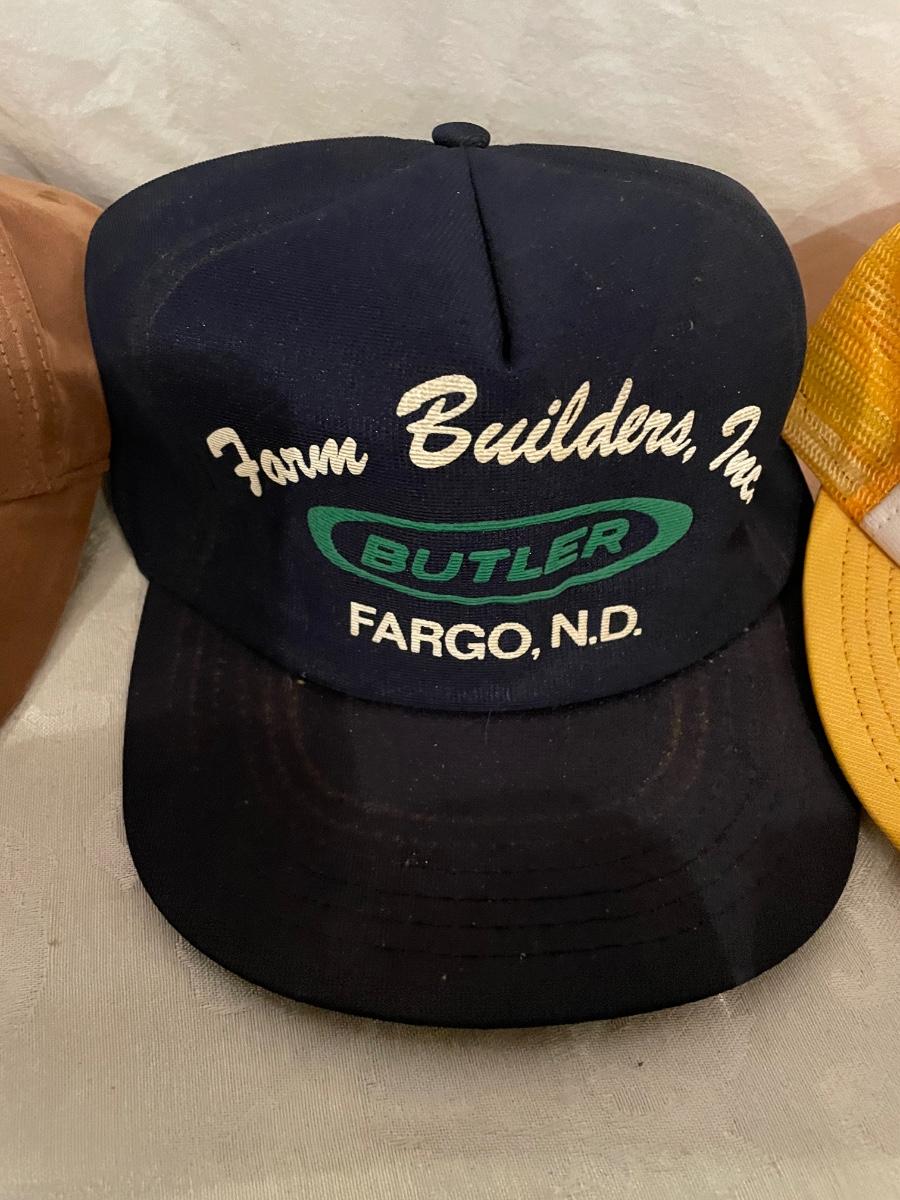 Farm Builders, Inc.
BUTLER
FARGO, N.D.